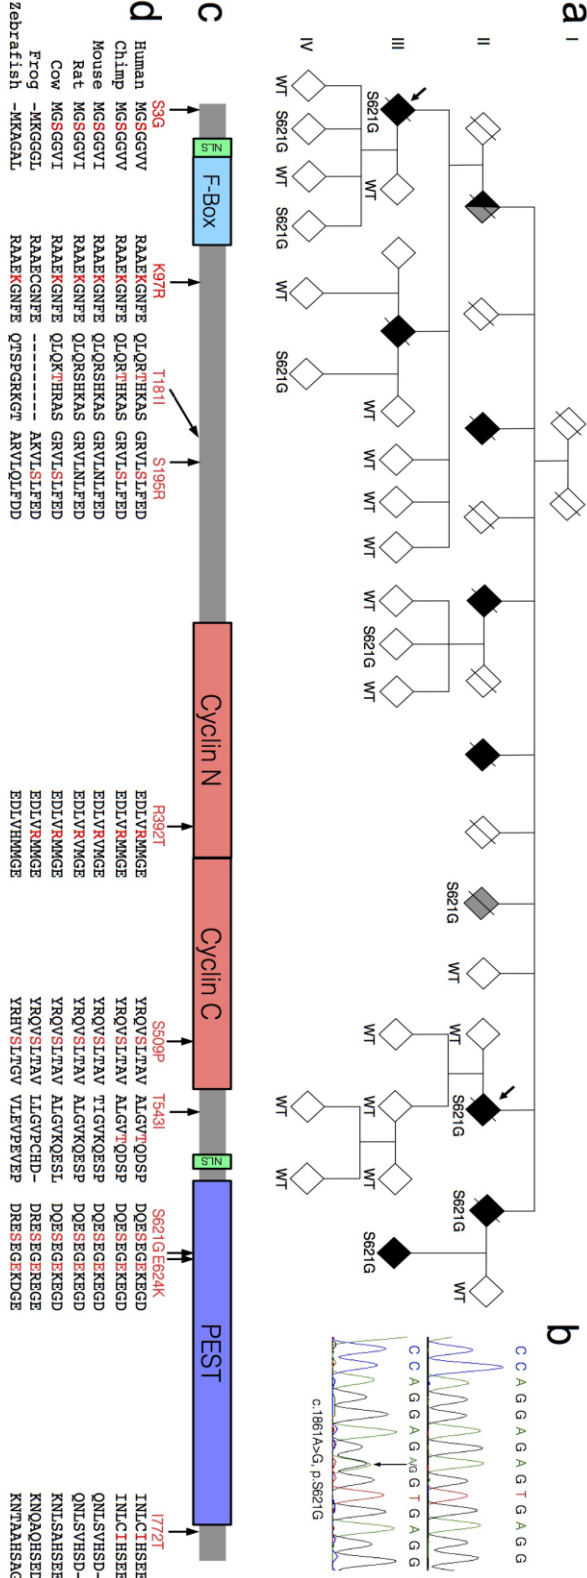 a
I
II
S621G WT WT S621G S621G WT
III
S621G WT WT WT WT WT WT S621G WT WT WT WT S621G
IV
WT S621G WT S621G WT S621G WT WT
b
C C A G G A G A G T G A G G
C C A G G A G A/G G T G A G G
c.1861A>G, p.S621G
c
NLS F-Box Cyclin N Cyclin C NLS PEST
d
S3G K97R T181I S195R R392T S509P T543I S621G E624K I772T
Human MGSGGVV RAAEKGNFE QLQRTHKAS GRVLSLFED EDLVRMMGE YRQVSLTAV ALGVTQDSP DQESEGEKEGD INLCIHSEE
Chimp MGSGGVV RAAEKGNFE QLQRTHKAS GRVLSLFED EDLVRMMGE YRQVSLTAV ALGVTQDSP DQESEGEKEGD INLCIHSEE
Mouse MGSGGVI RAAEKGNFE QLQRSHKAS GRVLNLFED EDLVRVMGE YRQVSLTAV TIGVKQESP DQESEGEKEGD QNLSVHSD-
Rat MGSGGVI RAAEKGNFE QLQRSHKAS GRVLNLFED EDLVRVMGE YRQVSLTAV ALGVKQESP DQESEGEKEGD QNLSVHSD-
Cow MGSGGVI RAAEKGNFE QLQKTHRAS GRVLSLFED EDLVRMMGE YRQVSLTAV ALGVKQESL DQESEGEKEGD KNLSAHSEE
Frog -MKGGGL RAAECGNFE --------- AKVLSLFED EDLVRMMGE YRQVSLTAV LLGVPCHD- DRESEGEREGE KNQAQHSED
Zebrafish -MKAGAL RAAEKGNFE QTSPGRKGT ARVLQLFDD EDLVHMMGE YRHVSLTGV VLEVPEVEP DRESEGEKDGE KNTAAHSAG